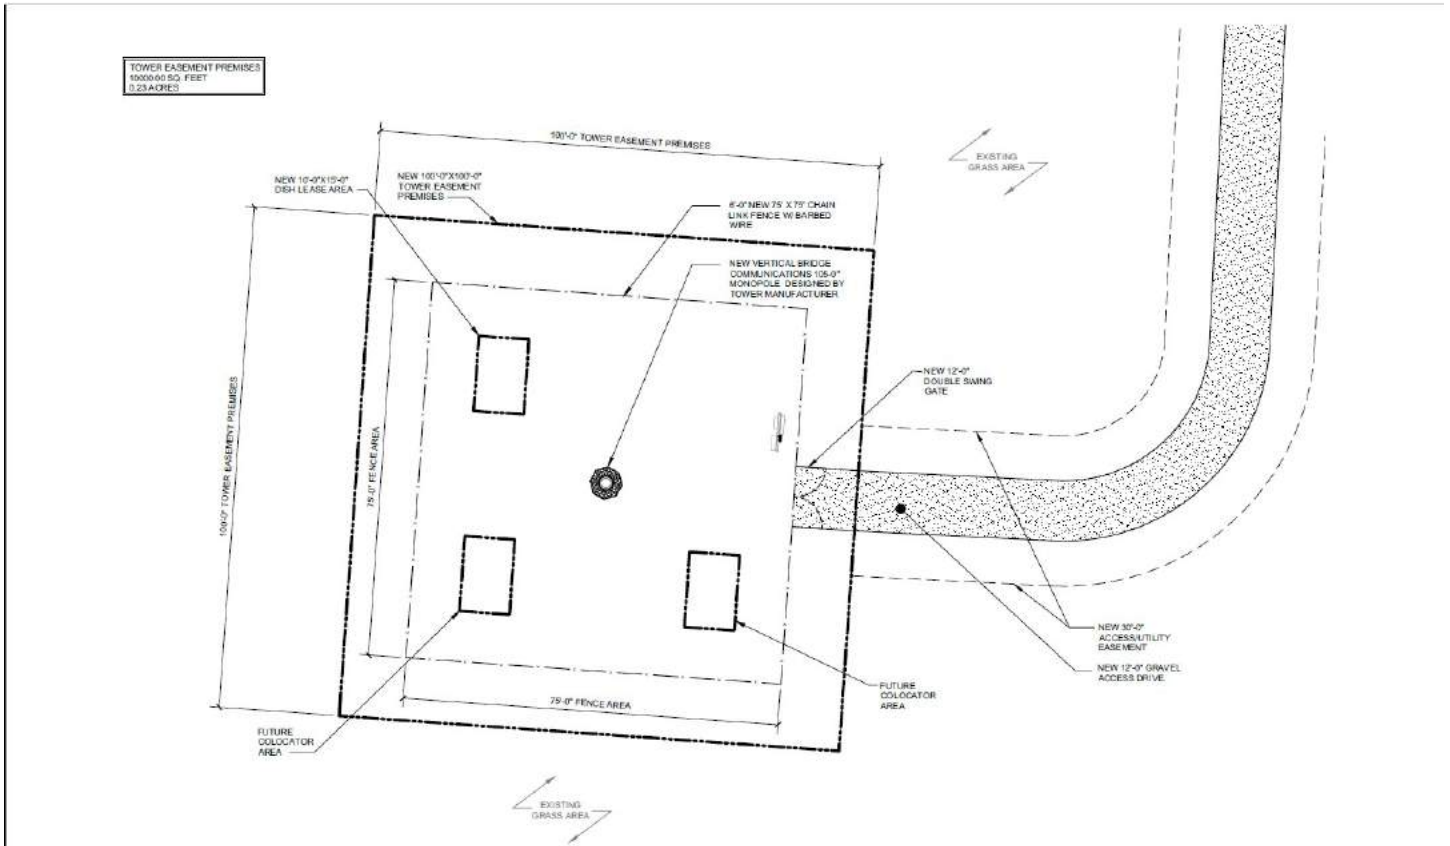 TOWER EASEMENT PREMISES
10000.00 SQ. FEET
0.23 ACRES
100'-0" TOWER EASEMENT PREMISES
EXISTING
GRASS AREA
NEW 10'-0"X15'-0"
DISH LEASE AREA
NEW 100'-0"X100'-0"
TOWER EASEMENT
PREMISES
6'-0" NEW 75' X 75' CHAIN
LINK FENCE W/ BARBED
WIRE
NEW VERTICAL BRIDGE
COMMUNICATIONS 105-0"
MONOPOLE DESIGNED BY
TOWER MANUFACTURER
NEW 12'-0"
DOUBLE SWING
GATE
100'-0" TOWER EASEMENT PREMISES
75'-0" FENCE AREA
NEW 30'-0"
ACCESS/UTILITY
EASEMENT
NEW 12'-0" GRAVEL
ACCESS DRIVE
FUTURE
COLOCATOR
AREA
75'-0" FENCE AREA
FUTURE
COLOCATOR
AREA
EXISTING
GRASS AREA